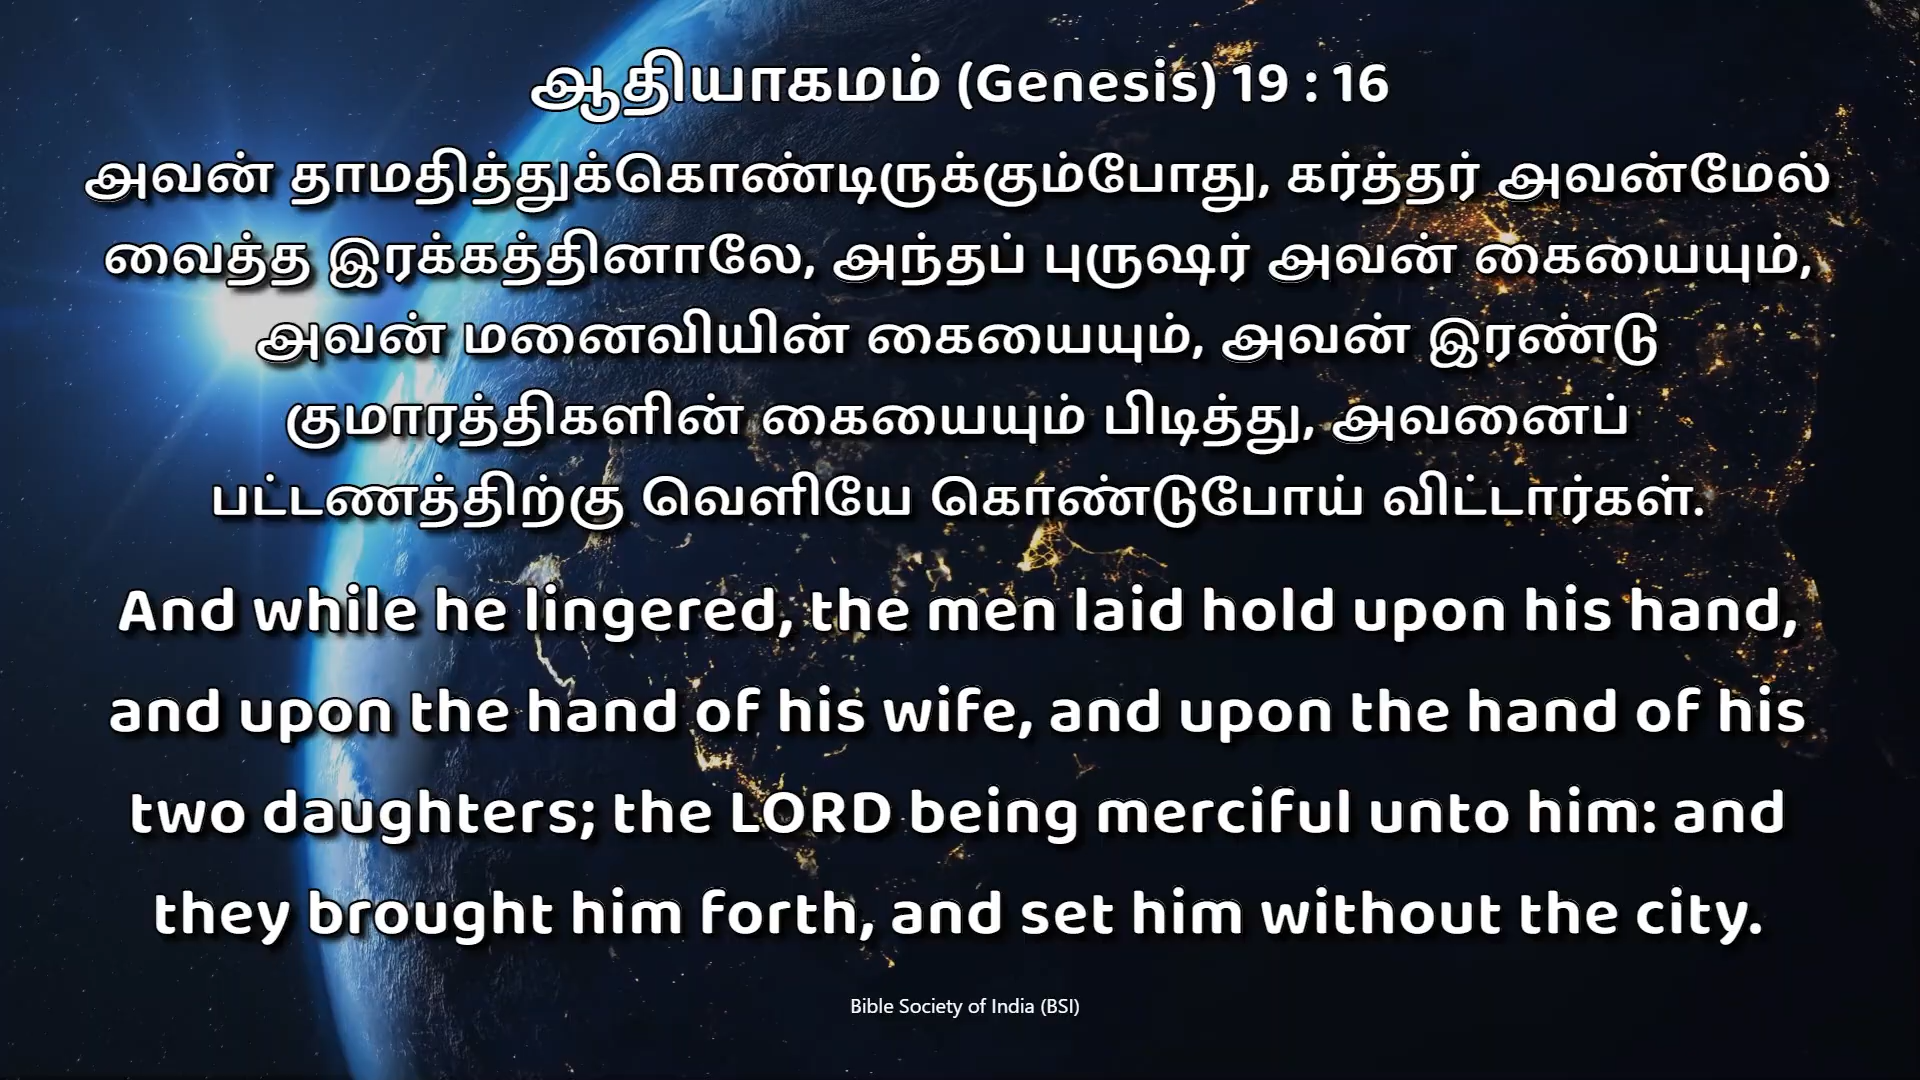 ஆதியாகமம் (Genesis) 19 : 16
அவன் தாமதித்துக்கொண்டிருக்கும்போது, கர்த்தர் அவன்மேல்
வைத்த இரக்கத்தினாலே, அந்தப் புருஷர் அவன் கையையும்,
அவன் மனைவியின் கையையும், அவன் இரண்டு
குமாரத்திகளின் கையையும் பிடித்து, அவனைப்
பட்டணத்திற்கு வெளியே கொண்டுபோய் விட்டார்கள்.
And while he lingered, the men laid hold upon his hand,
and upon the hand of his wife, and upon the hand of his
two daughters; the LORD being merciful unto him: and
they brought him forth, and set him without the city.
Bible Society of India (BSI)